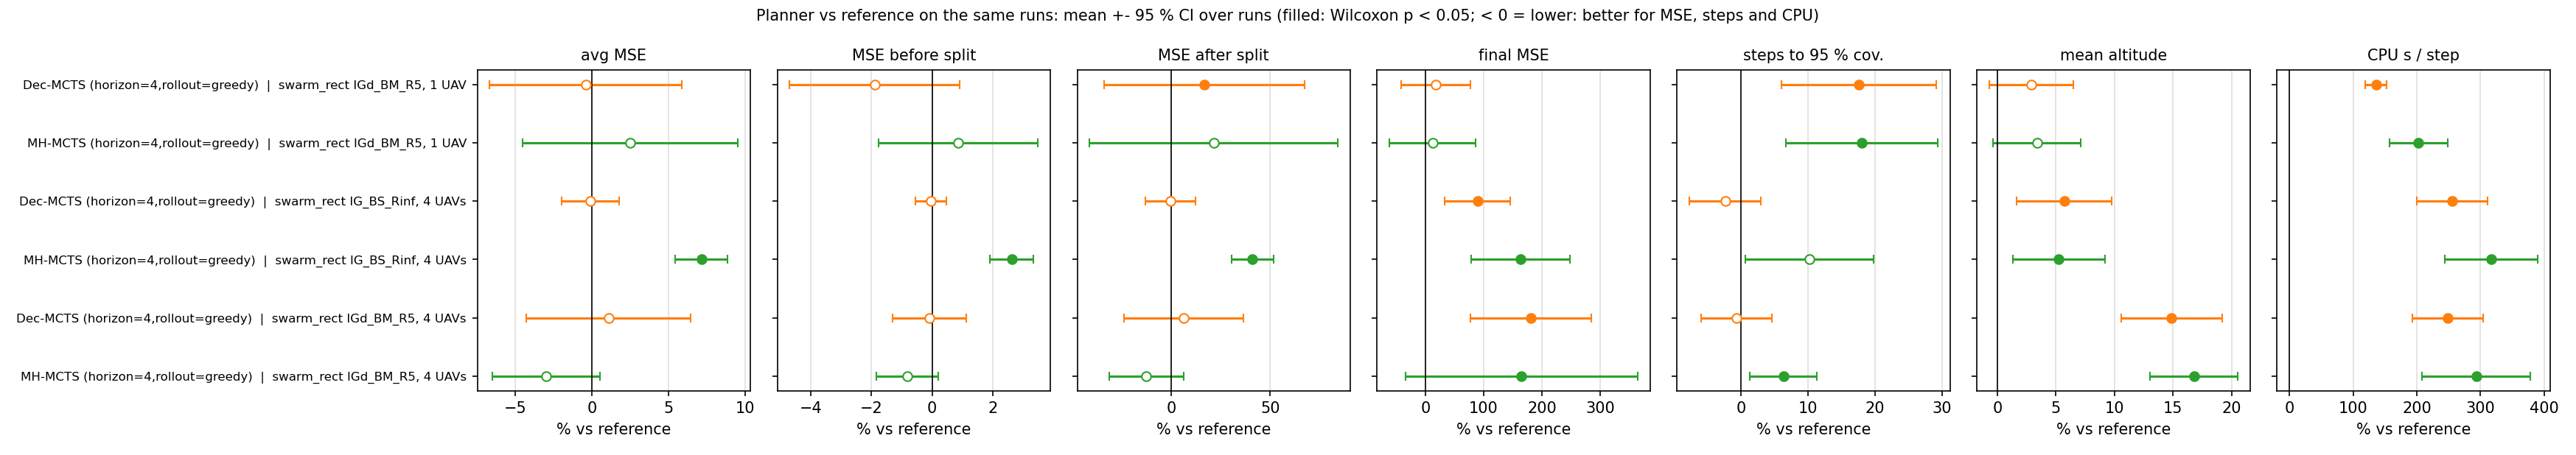 Planner vs reference on the same runs: mean +- 95 % CI over runs (filled: Wilcoxon p < 0.05; < 0 = lower: better for MSE, steps and CPU)
avg MSE
MSE before split
MSE after split
final MSE
steps to 95 % cov.
mean altitude
CPU s / step
Dec-MCTS (horizon=4,rollout=greedy) | swarm_rect IGd_BM_R5, 1 UAV
MH-MCTS (horizon=4,rollout=greedy) | swarm_rect IGd_BM_R5, 1 UAV
Dec-MCTS (horizon=4,rollout=greedy) | swarm_rect IG_BS_Rinf, 4 UAVs
MH-MCTS (horizon=4,rollout=greedy) | swarm_rect IG_BS_Rinf, 4 UAVs
Dec-MCTS (horizon=4,rollout=greedy) | swarm_rect IGd_BM_R5, 4 UAVs
MH-MCTS (horizon=4,rollout=greedy) | swarm_rect IGd_BM_R5, 4 UAVs
−5 0 5 10
−4 −2 0 2
0 50
0 100 200 300
0 10 20 30
0 5 10 15 20
0 100 200 300 400
% vs reference
% vs reference
% vs reference
% vs reference
% vs reference
% vs reference
% vs reference